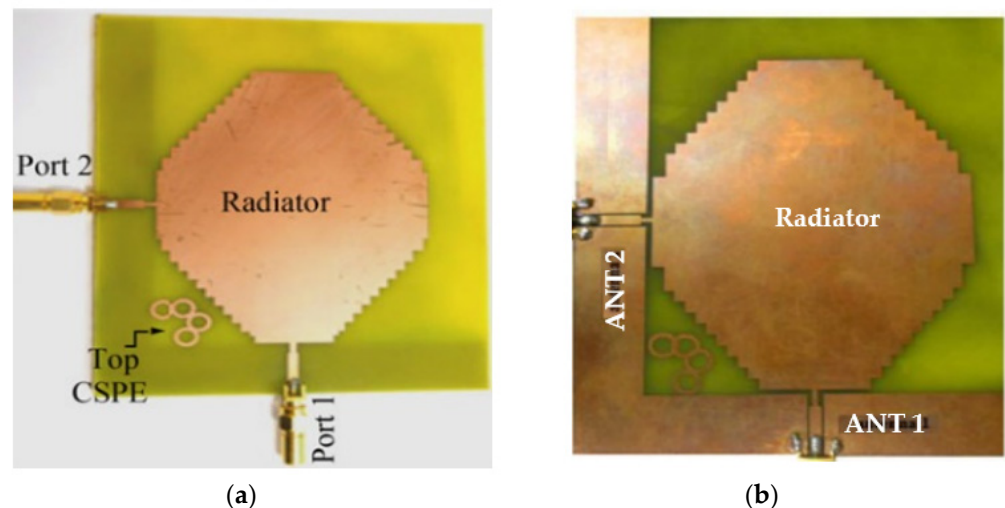 Port 2
Radiator
Top
CSPE
Port 1
(a)
Radiator
ANT 2
ANT 1
(b)